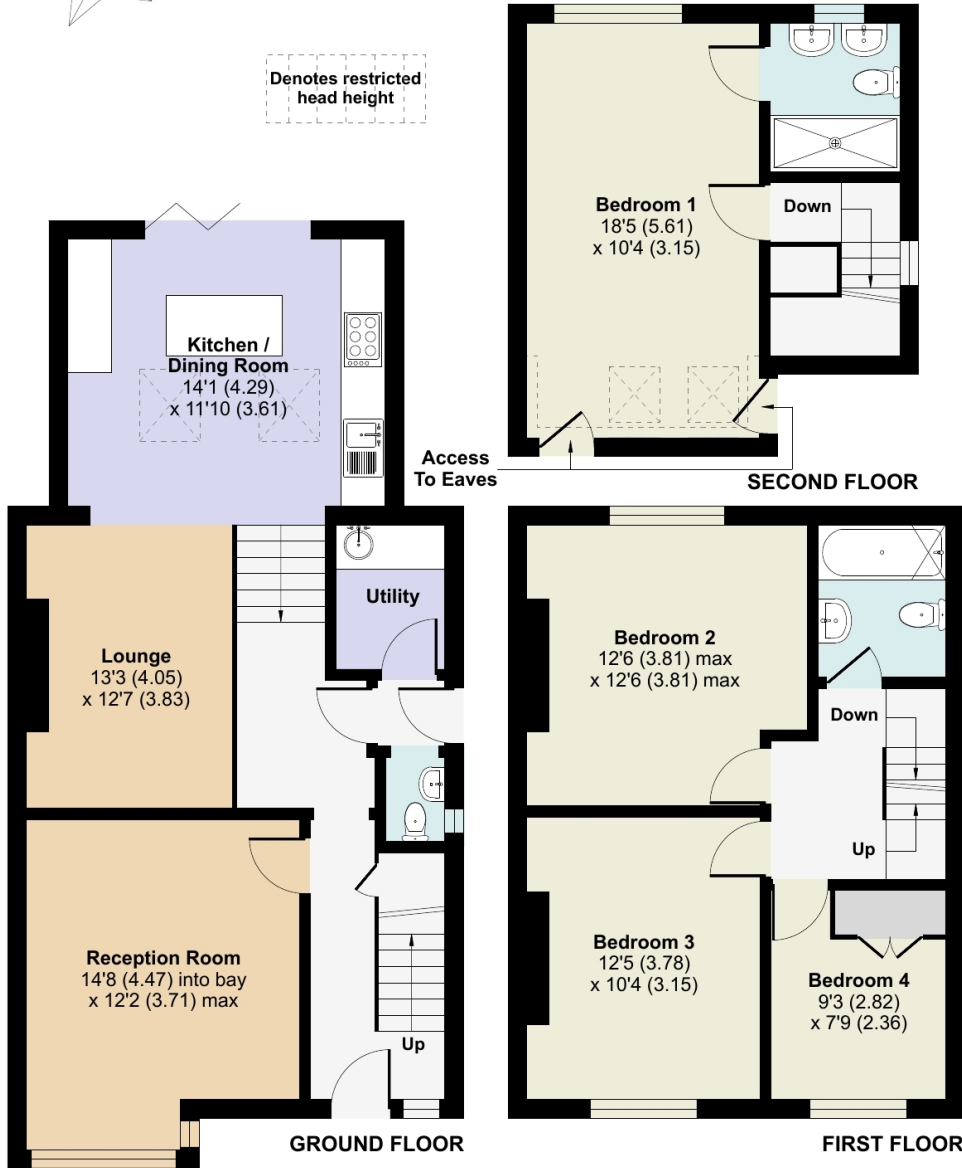 Denotes restricted
head height
Bedroom 1
18'5 (5.61)
x 10'4 (3.15)
Down
Kitchen /
Dining Room
14'1 (4.29)
x 11'10 (3.61)
Access
To Eaves
SECOND FLOOR
Utility
Lounge
13'3 (4.05)
x 12'7 (3.83)
Bedroom 2
12'6 (3.81) max
x 12'6 (3.81) max
Down
Up
Reception Room
14'8 (4.47) into bay
x 12'2 (3.71) max
Up
Bedroom 3
12'5 (3.78)
x 10'4 (3.15)
Bedroom 4
9'3 (2.82)
x 7'9 (2.36)
GROUND FLOOR
FIRST FLOOR